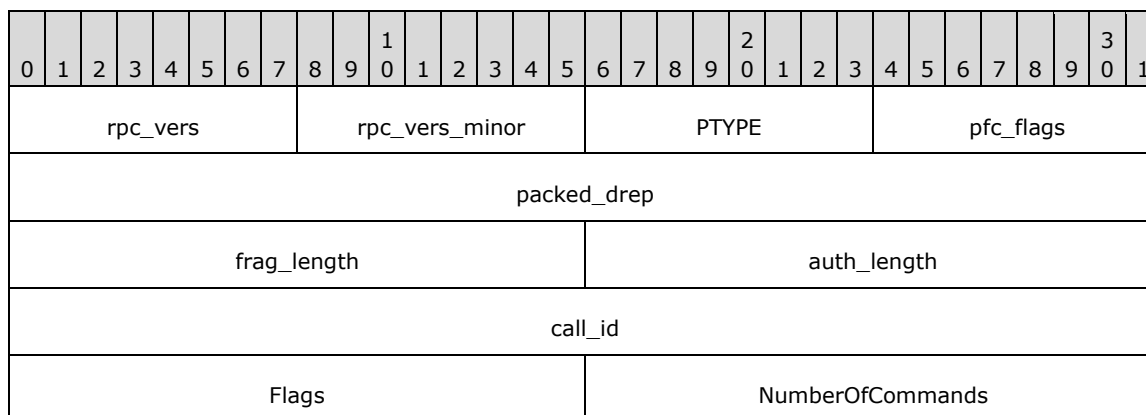 1 2 3
0 1 2 3 4 5 6 7 8 9 0 1 2 3 4 5 6 7 8 9 0 1 2 3 4 5 6 7 8 9 0 1
rpc_vers rpc_vers_minor PTYPE pfc_flags
packed_drep
frag_length auth_length
call_id
Flags NumberOfCommands